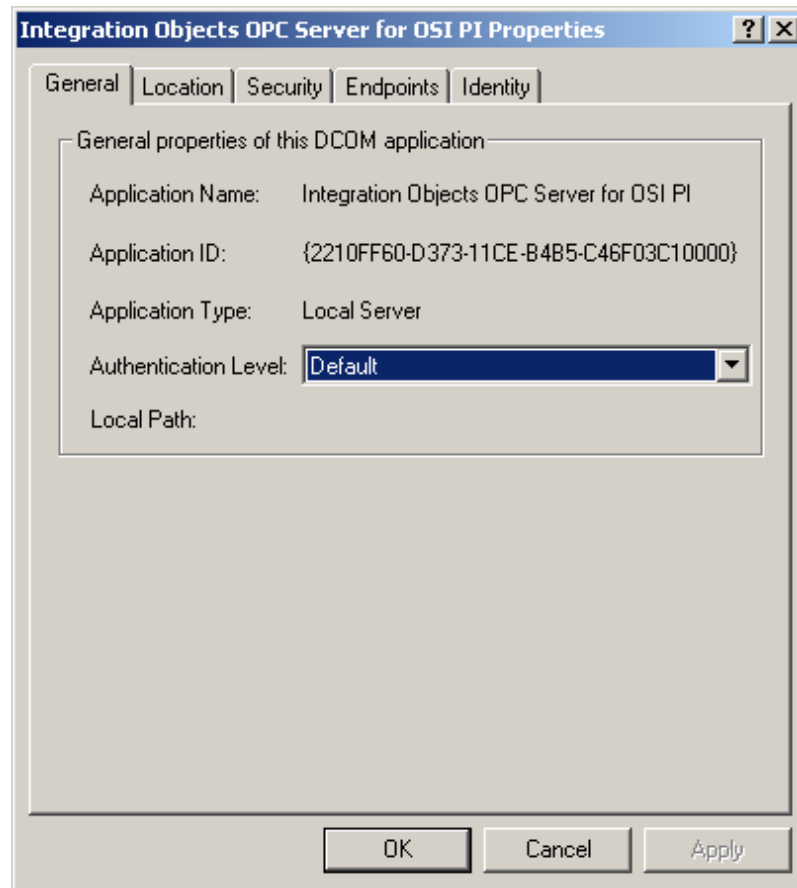 Integration Objects OPC Server for OSI PI Properties ? X
General Location Security Endpoints Identity
General properties of this DCOM application
Application Name: Integration Objects OPC Server for OSI PI
Application ID: {2210FF60-D373-11CE-B4B5-C46F03C10000}
Application Type: Local Server
Authentication Level: Default
Local Path:
OK Cancel Apply